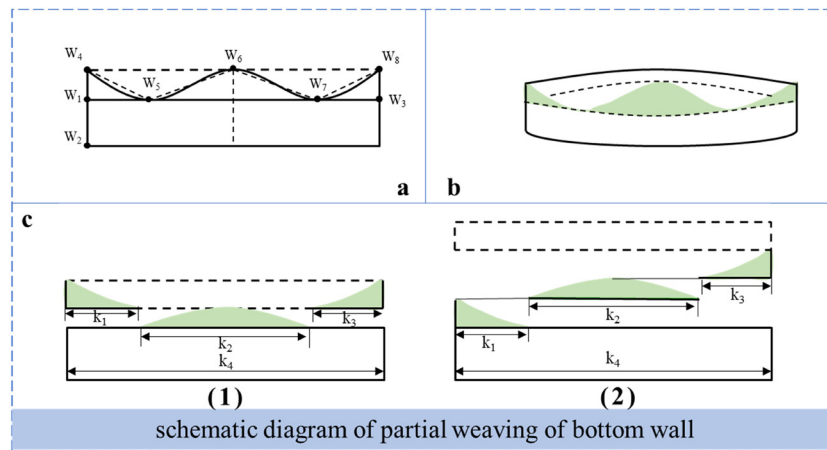 W₄
W₆
W₈
W₅
W₇
W₁
W₃
W₂
a
b
c
k₁
k₃
k₂
k₄
(1)
k₃
k₂
k₁
k₄
(2)
schematic diagram of partial weaving of bottom wall